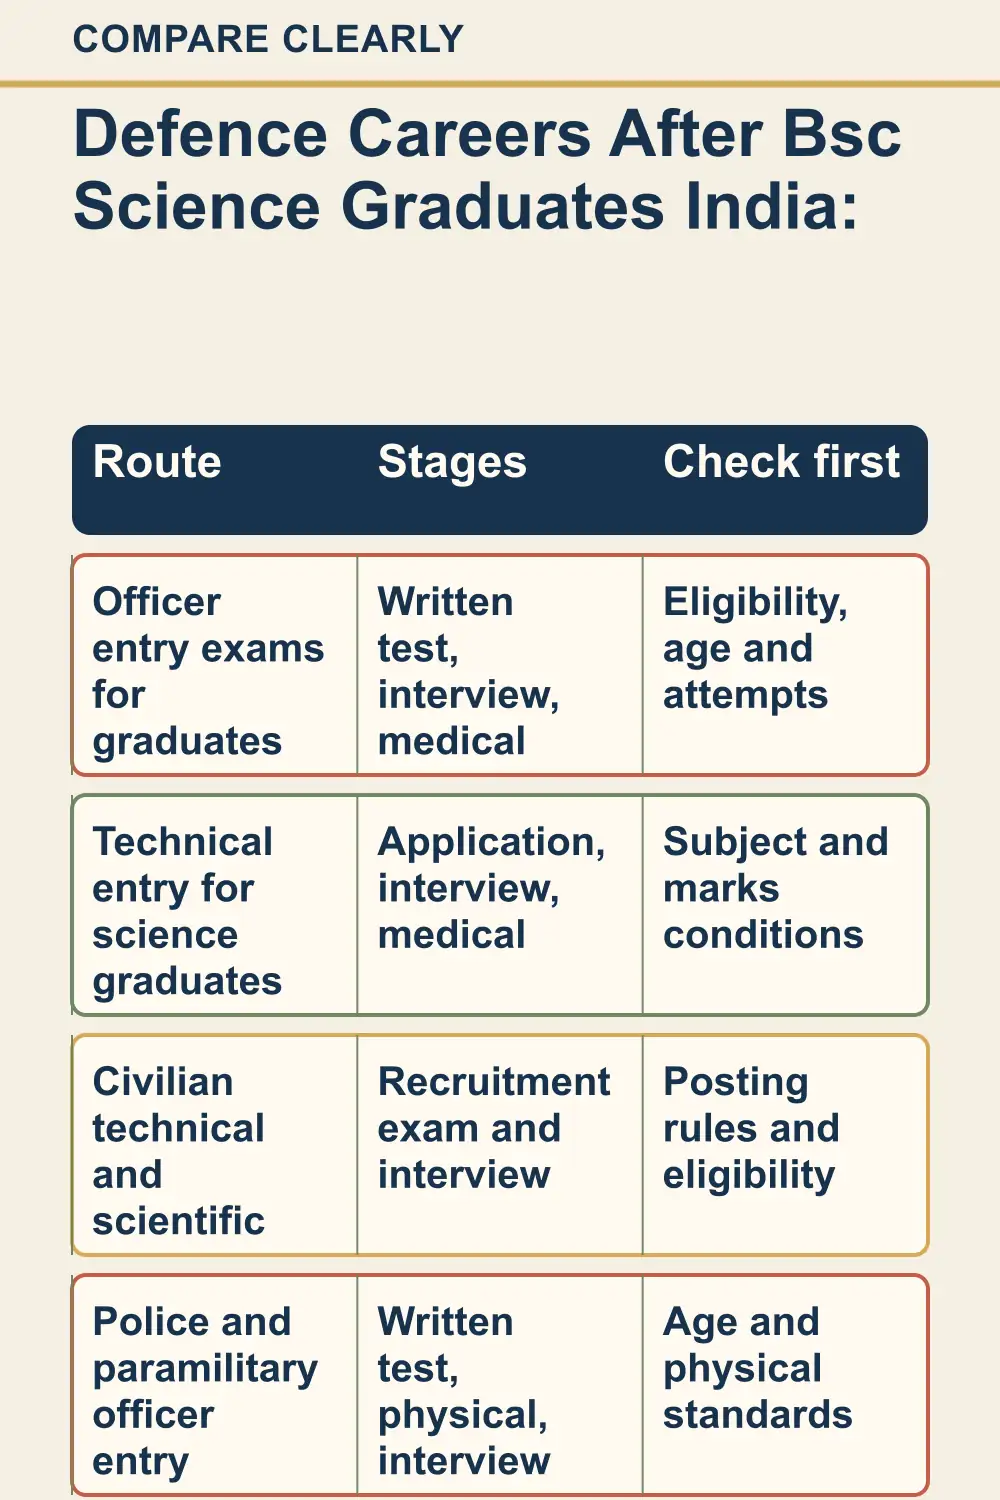 COMPARE CLEARLY
Defence Careers After Bsc
Science Graduates India:
Route
Stages
Check first
Officer
entry exams
for
graduates
Written
test,
interview,
medical
Eligibility,
age and
attempts
Technical
entry for
science
graduates
Application,
interview,
medical
Subject and
marks
conditions
Civilian
technical
and
scientific
Recruitment
exam and
interview
Posting
rules and
eligibility
Police and
paramilitary
officer
entry
Written
test,
physical,
interview
Age and
physical
standards